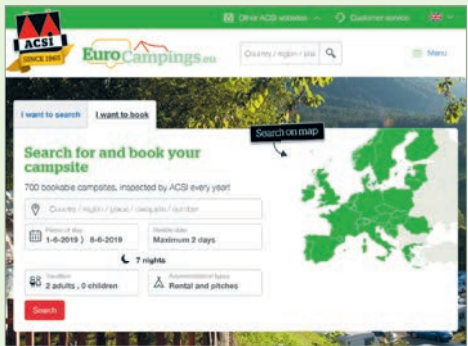 Other ACSI websites
Customer service
ACSI
SINCE 1965
EuroCampings.eu
Country / region / pla
Menu
I want to search
I want to book
Search on map
Search for and book your
campsite
700 bookable campsites, inspected by ACSI every year!
Country / region / place / campsite / number
Period of stay
1-6-2019 ) 8-6-2019
Flexible date
Maximum 2 days
7 nights
2 adults , 0 children
Accommodation types
Rental and pitches
Search